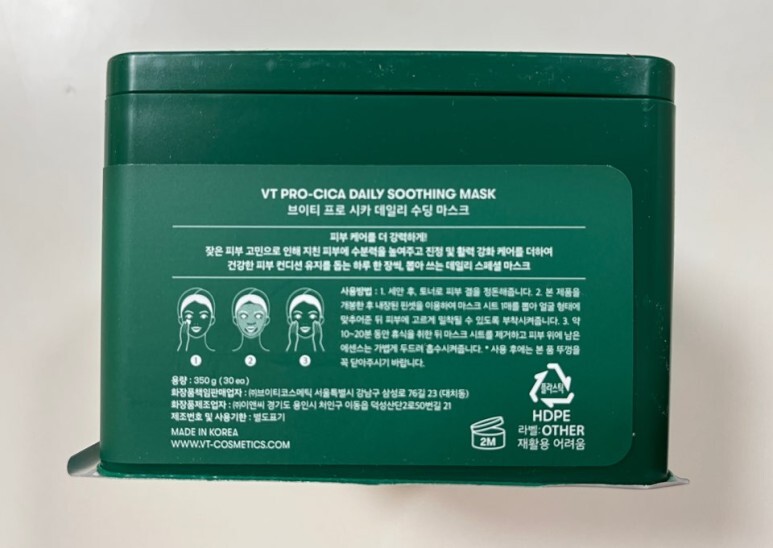 VT PRO-CICA DAILY SOOTHING MASK
브이티 프로 시카 데일리 수딩 마스크
피부 케어를 더 강력하게!
잦은 피부 고민으로 인해 지친 피부에 수분력을 높여주고 진정 및 활력 강화 케어를 더하여
건강한 피부 컨디션 유지를 돕는 하루 한 장씩, 뽑아 쓰는 데일리 스페셜 마스크
사용방법 : 1. 세안 후, 토너로 피부 결을 정돈해줍니다. 2. 본 제품을
개봉한 후 내장된 핀셋을 이용하여 마스크 시트 1매를 뽑아 얼굴 형태에
맞추어준 뒤 피부에 고르게 밀착될 수 있도록 부착시켜줍니다. 3. 약
10~20분 동안 휴식을 취한 뒤 마스크 시트를 제거하고 피부 위에 남은
에센스는 가볍게 두드려 흡수시켜줍니다. * 사용 후에는 본 품 뚜껑을
꼭 닫아주시기 바랍니다.
1 2 3
용량 : 350 g ( 30 ea )
화장품책임판매업자 : ㈜브이티코스메틱 서울특별시 강남구 삼성로 76길 23 (대치동)
화장품제조업자 : ㈜이앤씨 경기도 용인시 처인구 이동읍 덕성산단2로50번길 21
제조번호 및 사용기한 : 별도표기
MADE IN KOREA
WWW.VT-COSMETICS.COM
2M
플라스틱
HDPE
라벨: OTHER
재활용 어려움